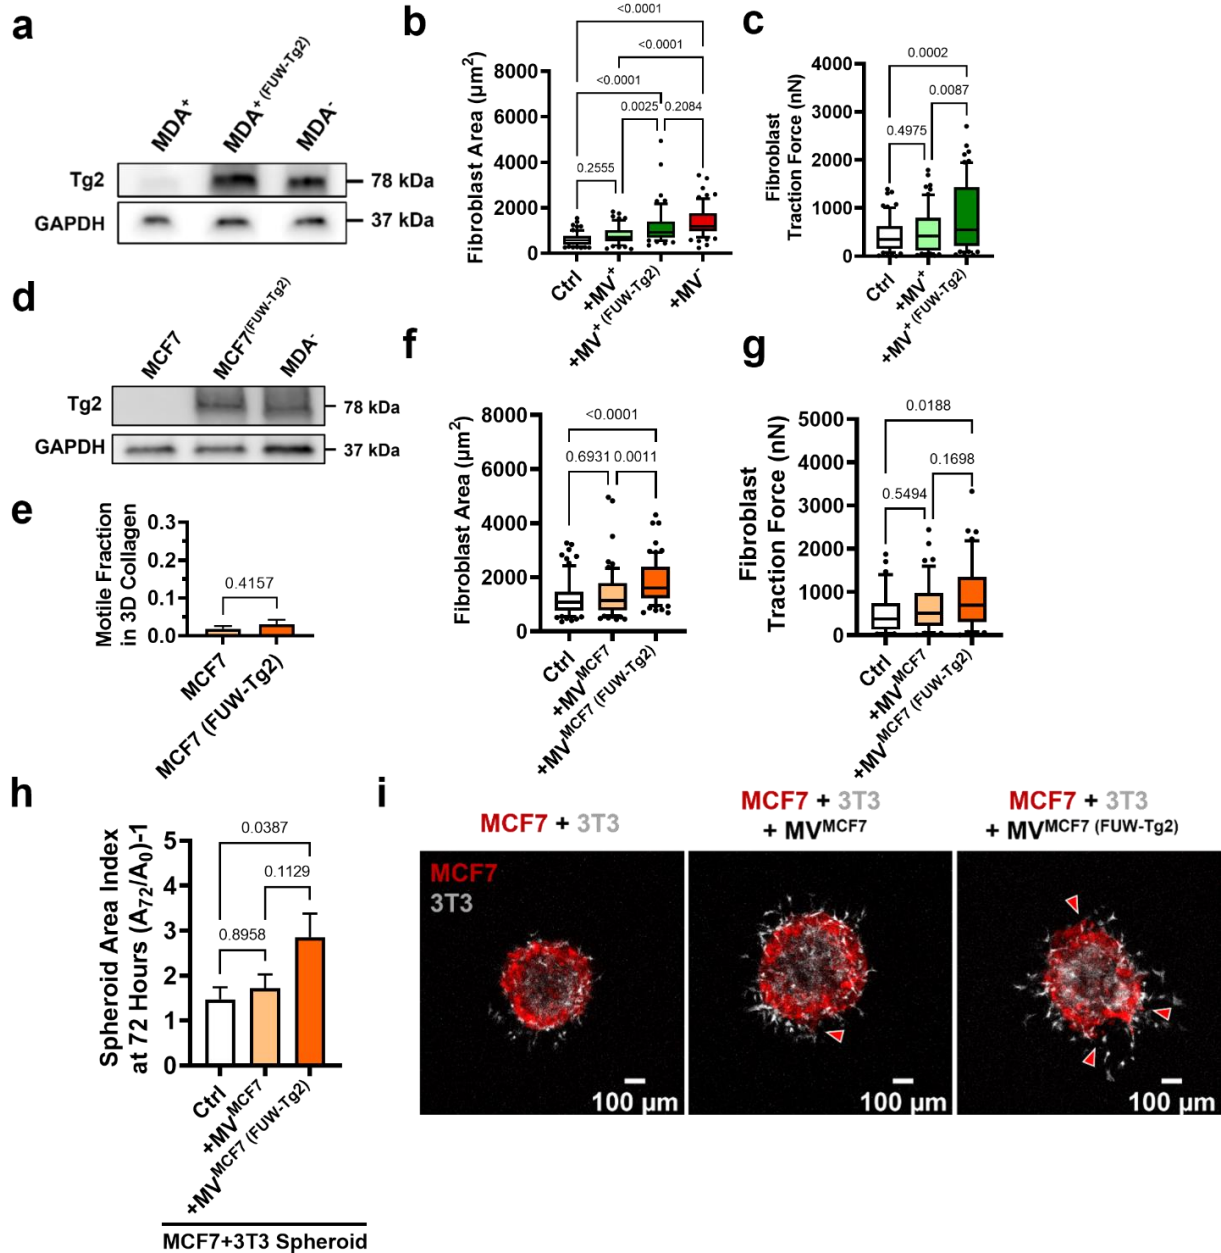 a
MDA+
MDA+ (FUW-Tg2)
MDA-
Tg2
78 kDa
GAPDH
37 kDa
b
Fibroblast Area (µm2)
8000
6000
4000
2000
0
<0.0001
<0.0001
<0.0001
0.0025
0.2084
0.2555
Ctrl
+MV+
+MV+ (FUW-Tg2)
+MV-
c
Fibroblast
Traction Force (nN)
4000
3000
2000
1000
0
0.0002
0.0087
0.4975
Ctrl
+MV+
+MV+ (FUW-Tg2)
d
MCF7
MCF7(FUW-Tg2)
MDA-
Tg2
78 kDa
GAPDH
37 kDa
e
Motile Fraction
in 3D Collagen
0.3
0.2
0.1
0.0
0.4157
MCF7
MCF7 (FUW-Tg2)
f
Fibroblast Area (µm2)
8000
6000
4000
2000
0
<0.0001
0.6931
0.0011
Ctrl
+MVMCF7
+MVMCF7 (FUW-Tg2)
g
Fibroblast
Traction Force (nN)
5000
4000
3000
2000
1000
0
0.0188
0.1698
0.5494
Ctrl
+MVMCF7
+MVMCF7 (FUW-Tg2)
h
Spheroid Area Index
at 72 Hours (A72/A0)-1
5
4
3
2
1
0
0.0387
0.1129
0.8958
Ctrl
+MVMCF7
+MVMCF7 (FUW-Tg2)
MCF7+3T3 Spheroid
i
MCF7 + 3T3
MCF7 + 3T3
+ MVMCF7
MCF7 + 3T3
+ MVMCF7 (FUW-Tg2)
MCF7
3T3
100 µm
100 µm
100 µm